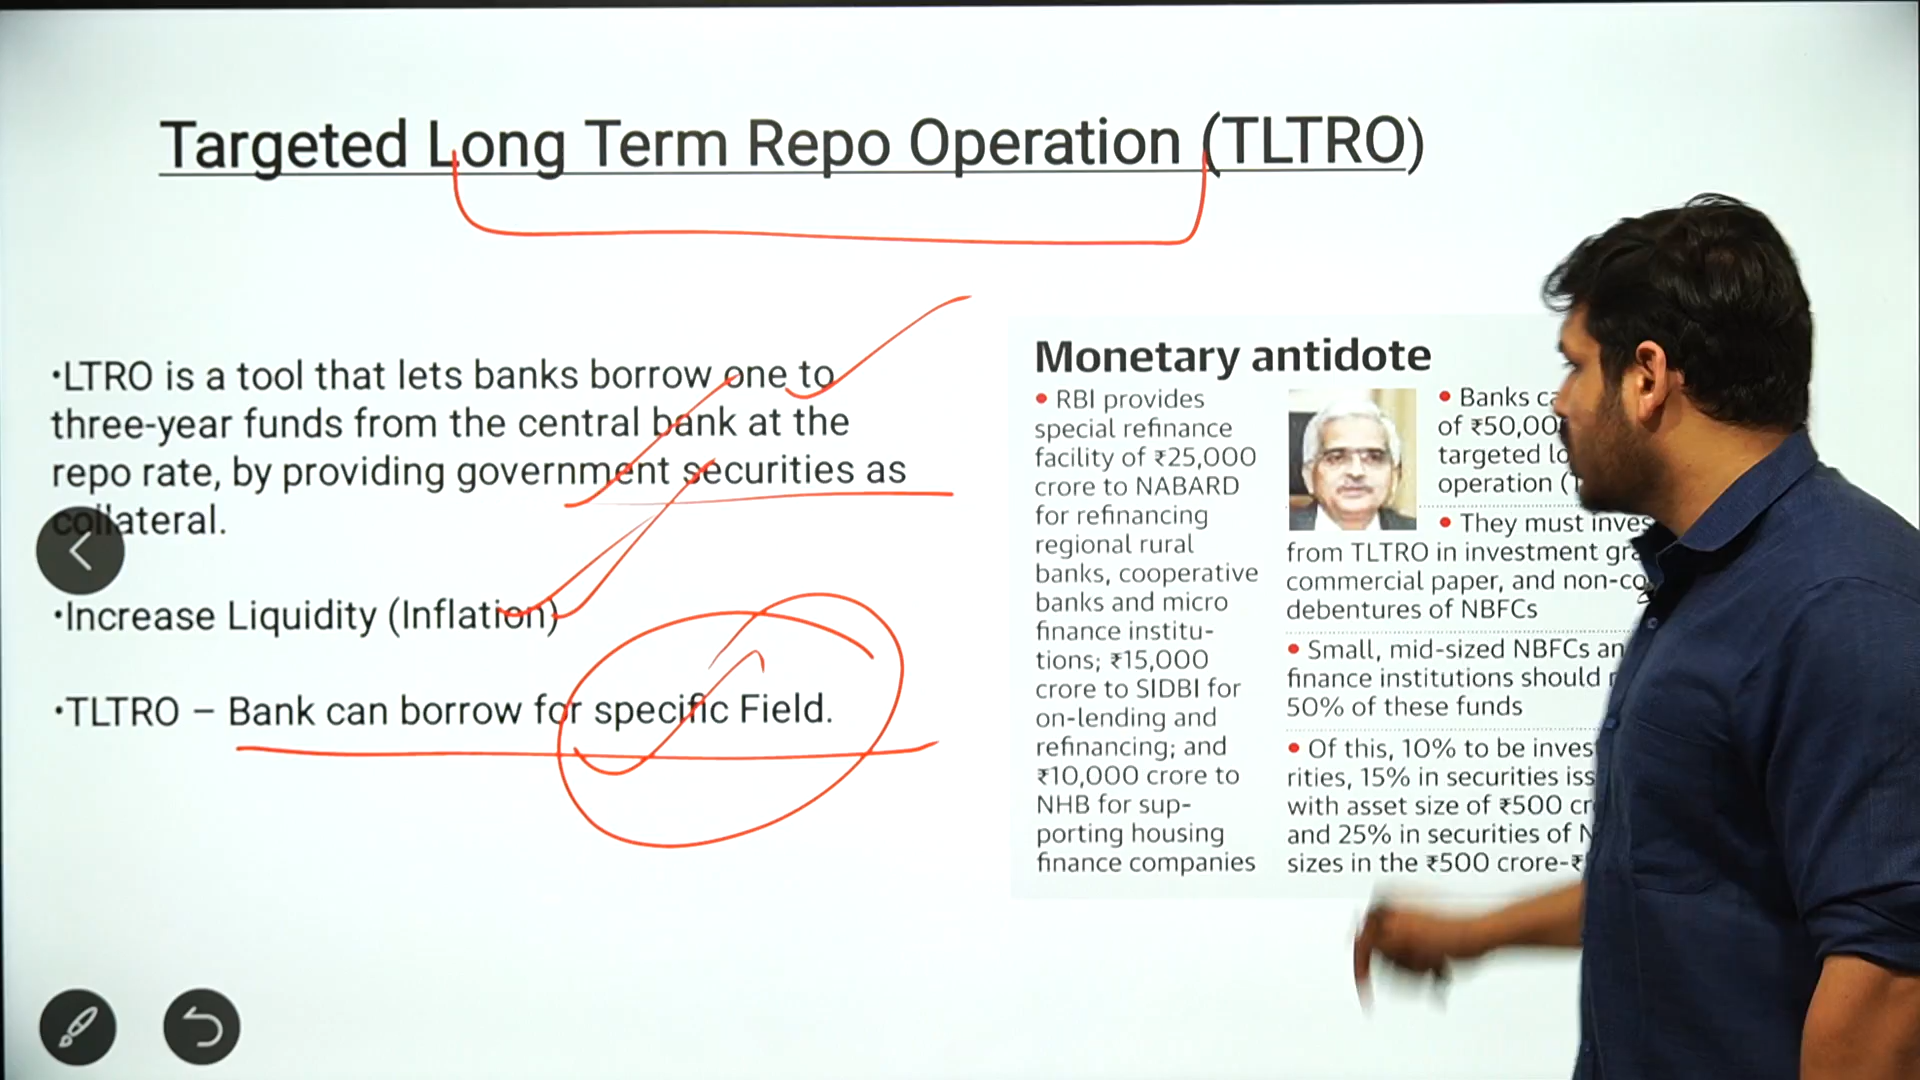 Targeted Long Term Repo Operation (TLTRO)
•LTRO is a tool that lets banks borrow one to
three-year funds from the central bank at the
repo rate, by providing government securities as
collateral.
•Increase Liquidity (Inflation)
•TLTRO – Bank can borrow for specific Field.
Monetary antidote
• RBI provides
special refinance
facility of ₹25,000
crore to NABARD
for refinancing
regional rural
banks, cooperative
banks and micro
finance institu-
tions; ₹15,000
crore to SIDBI for
on-lending and
refinancing; and
₹10,000 crore to
NHB for sup-
porting housing
finance companies
• Banks
of ₹50,00
targeted
operation
• They must
from TLTRO in investment
commercial paper, and
debentures of NBFCs
• Small, mid-sized NBFCs
finance institutions should
50% of these funds
• Of this, 10% to be
15% in securities
with asset size of ₹500
and 25% in securities of
sizes in the ₹500 crore-₹